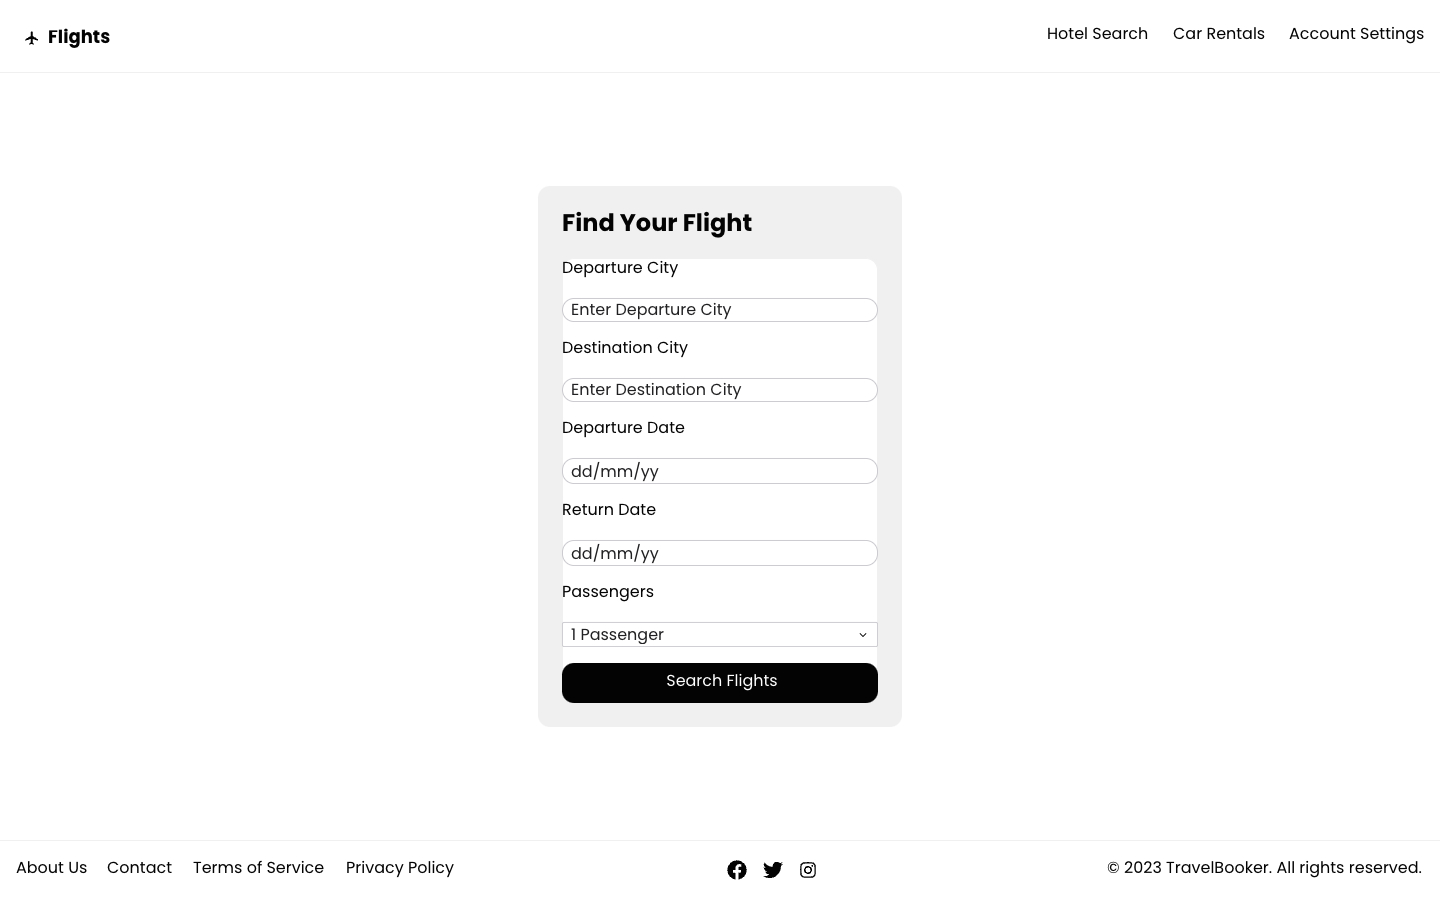 Flights
Hotel Search
Car Rentals
Account Settings
Find Your Flight
Departure City
Enter Departure City
Destination City
Enter Destination City
Departure Date
dd/mm/yy
Return Date
dd/mm/yy
Passengers
1 Passenger
Search Flights
About Us
Contact
Terms of Service
Privacy Policy
© 2023 TravelBooker. All rights reserved.